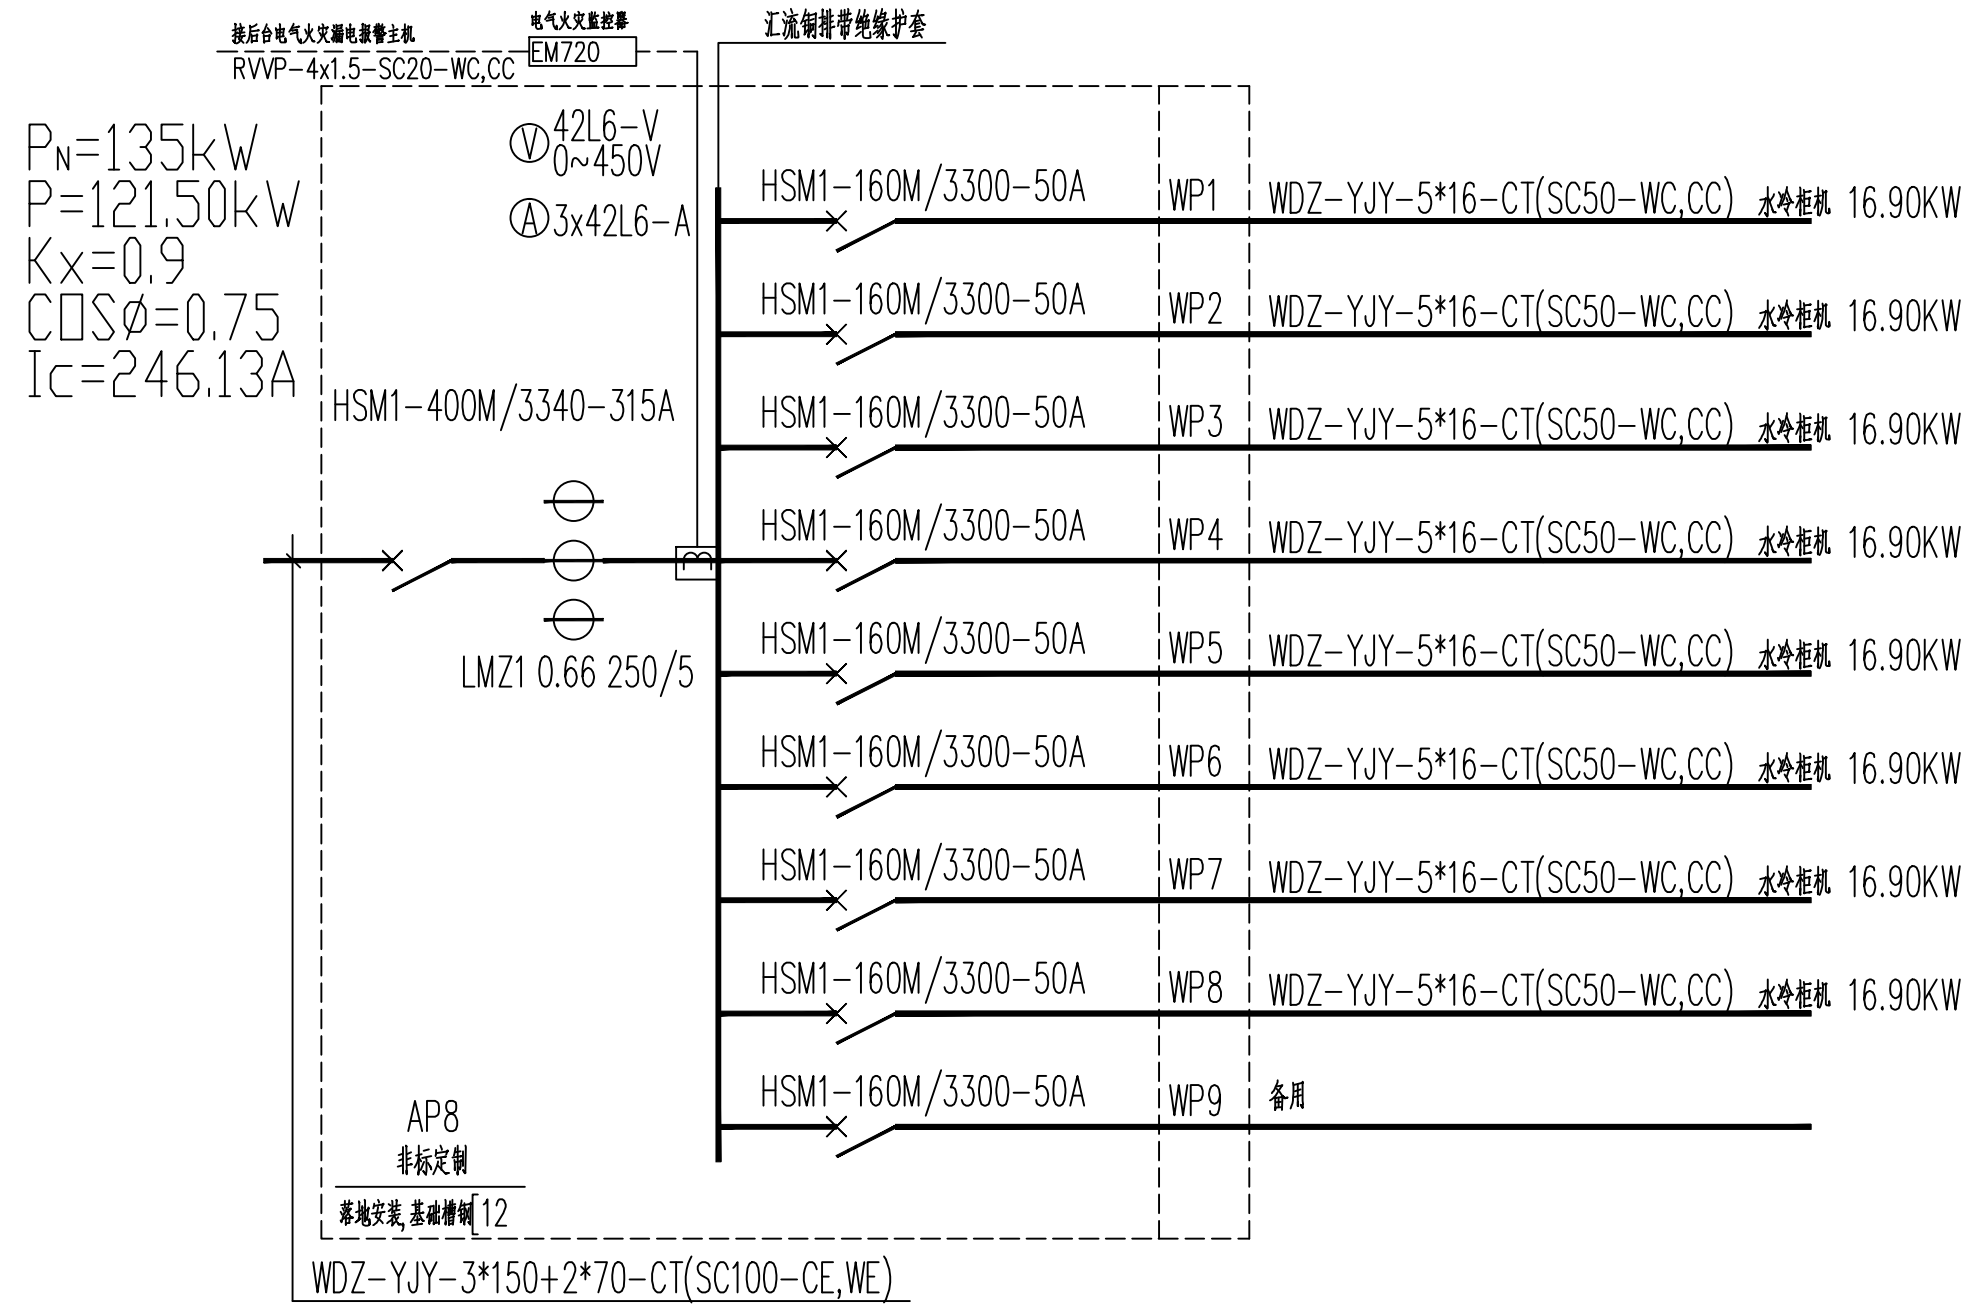 接后台电气火灾漏电报警主机
RVVP-4x1.5-SC20-WC,CC
电气火灾监控器
EM720
汇流铜排带绝缘护套
PN=135kW
P=121.50kW
Kx=0.9
COSø=0.75
Ic=246.13A
V 42L6-V
0~450V
A 3x42L6-A
HSM1-400M/3340-315A
3
LMZ1 0.66 250/5
HSM1-160M/3300-50A WP1 WDZ-YJY-5*16-CT(SC50-WC,CC) 水冷柜机 16.90KW
HSM1-160M/3300-50A WP2 WDZ-YJY-5*16-CT(SC50-WC,CC) 水冷柜机 16.90KW
HSM1-160M/3300-50A WP3 WDZ-YJY-5*16-CT(SC50-WC,CC) 水冷柜机 16.90KW
HSM1-160M/3300-50A WP4 WDZ-YJY-5*16-CT(SC50-WC,CC) 水冷柜机 16.90KW
HSM1-160M/3300-50A WP5 WDZ-YJY-5*16-CT(SC50-WC,CC) 水冷柜机 16.90KW
HSM1-160M/3300-50A WP6 WDZ-YJY-5*16-CT(SC50-WC,CC) 水冷柜机 16.90KW
HSM1-160M/3300-50A WP7 WDZ-YJY-5*16-CT(SC50-WC,CC) 水冷柜机 16.90KW
HSM1-160M/3300-50A WP8 WDZ-YJY-5*16-CT(SC50-WC,CC) 水冷柜机 16.90KW
HSM1-160M/3300-50A WP9 备用
AP8
非标定制
落地安装,基础槽钢[12
WDZ-YJY-3*150+2*70-CT(SC100-CE,WE)